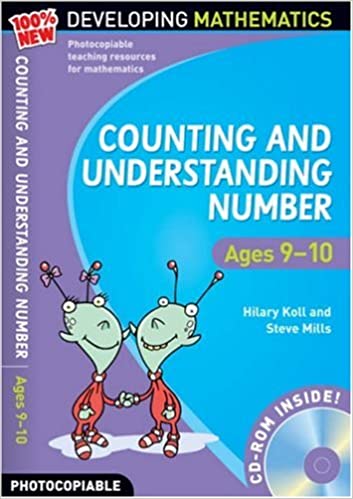 100% NEW
DEVELOPING MATHEMATICS
Photocopiable
teaching resources
for mathematics
COUNTING AND
UNDERSTANDING
NUMBER
Ages 9–10
Hilary Koll and
Steve Mills
CD-ROM INSIDE!
COUNTING AND UNDERSTANDING NUMBER
Ages 9–10
PHOTOCOPIABLE